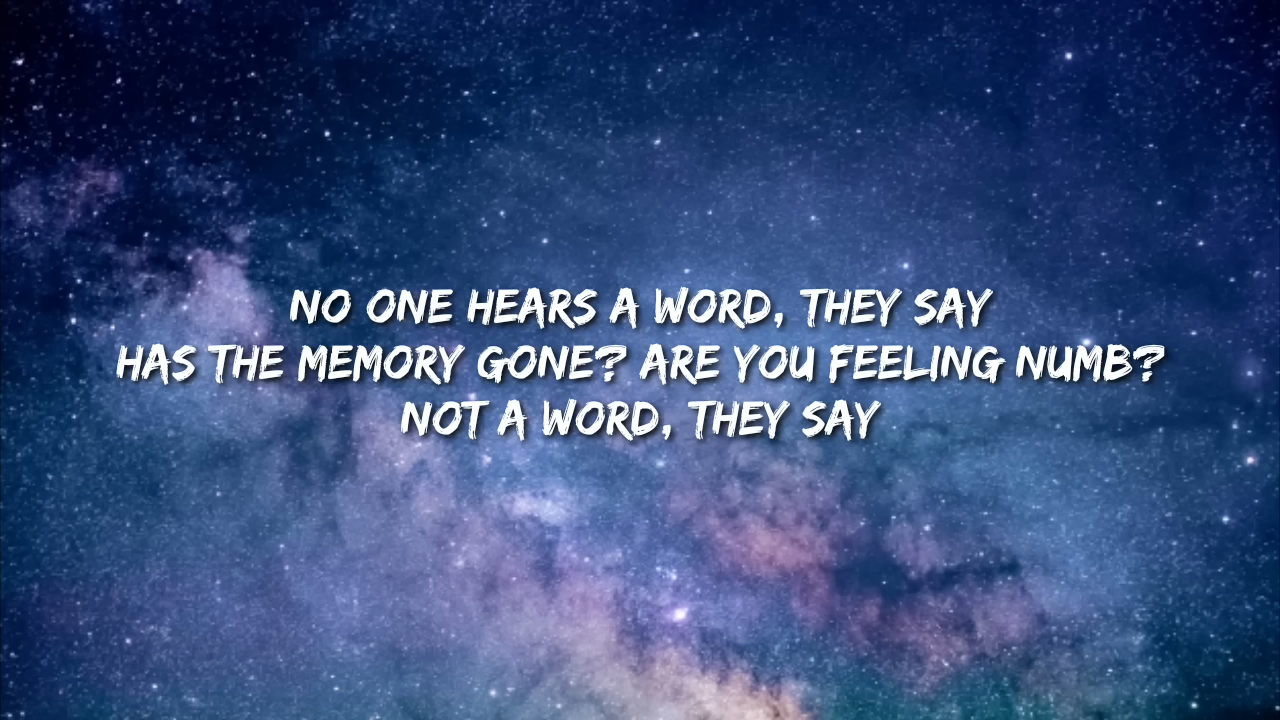 NO ONE HEARS A WORD, THEY SAY
HAS THE MEMORY GONE? ARE YOU FEELING NUMB?
NOT A WORD, THEY SAY